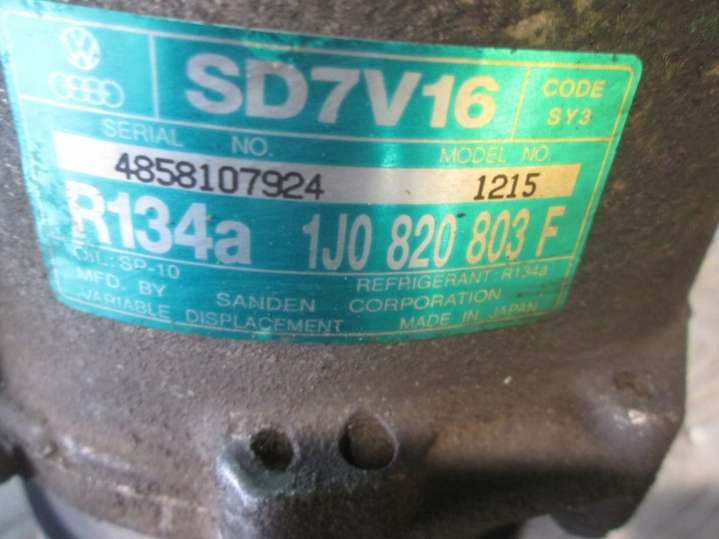 SD7V16
CODE
SY3
SERIAL NO.
MODEL NO.
4858107924 1215
R134a 1J0 820 803 F
OIL: SP-10
REFRIGERANT: R134a
MFD. BY SANDEN CORPORATION
VARIABLE DISPLACEMENT MADE IN JAPAN